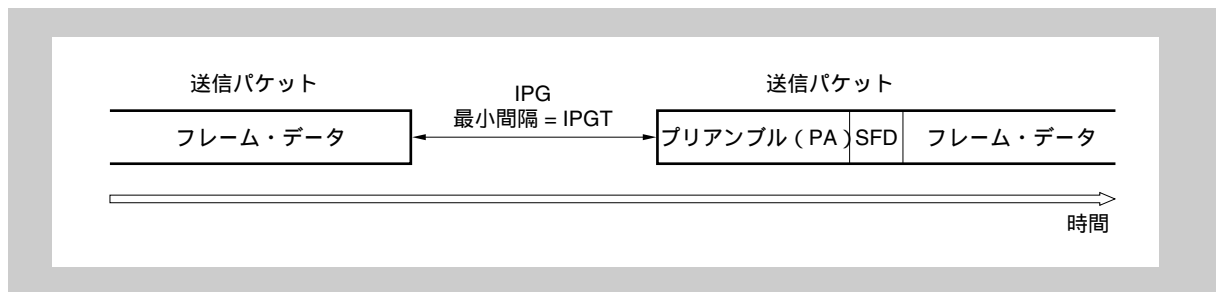 送信パケット
IPG
最小間隔 = IPGT
送信パケット
フレーム・データ
プリアンブル（PA）
SFD
フレーム・データ
時間